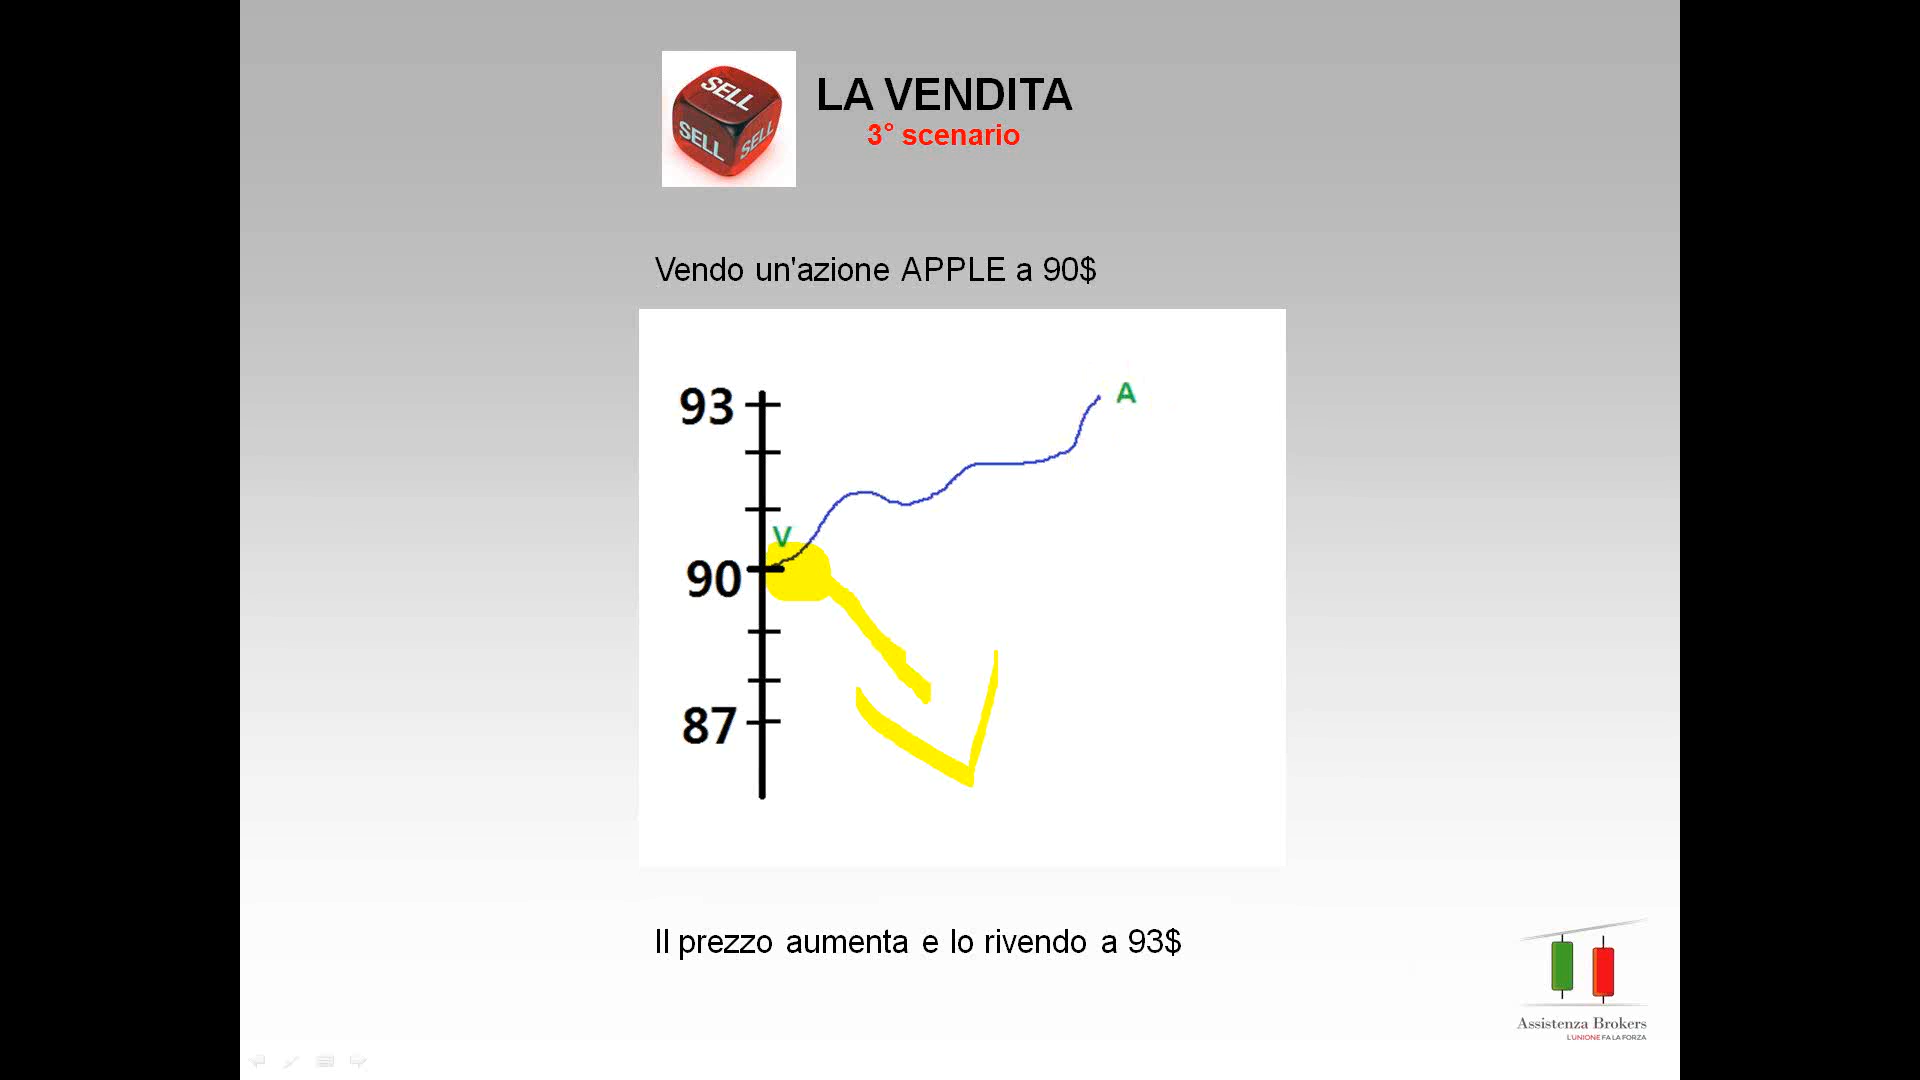 SELL
SELL
SELL
LA VENDITA
3° scenario
Vendo un'azione APPLE a 90$
93
A
V
90
87
Il prezzo aumenta e lo rivendo a 93$
Assistenza Brokers
L'UNIONE FA LA FORZA